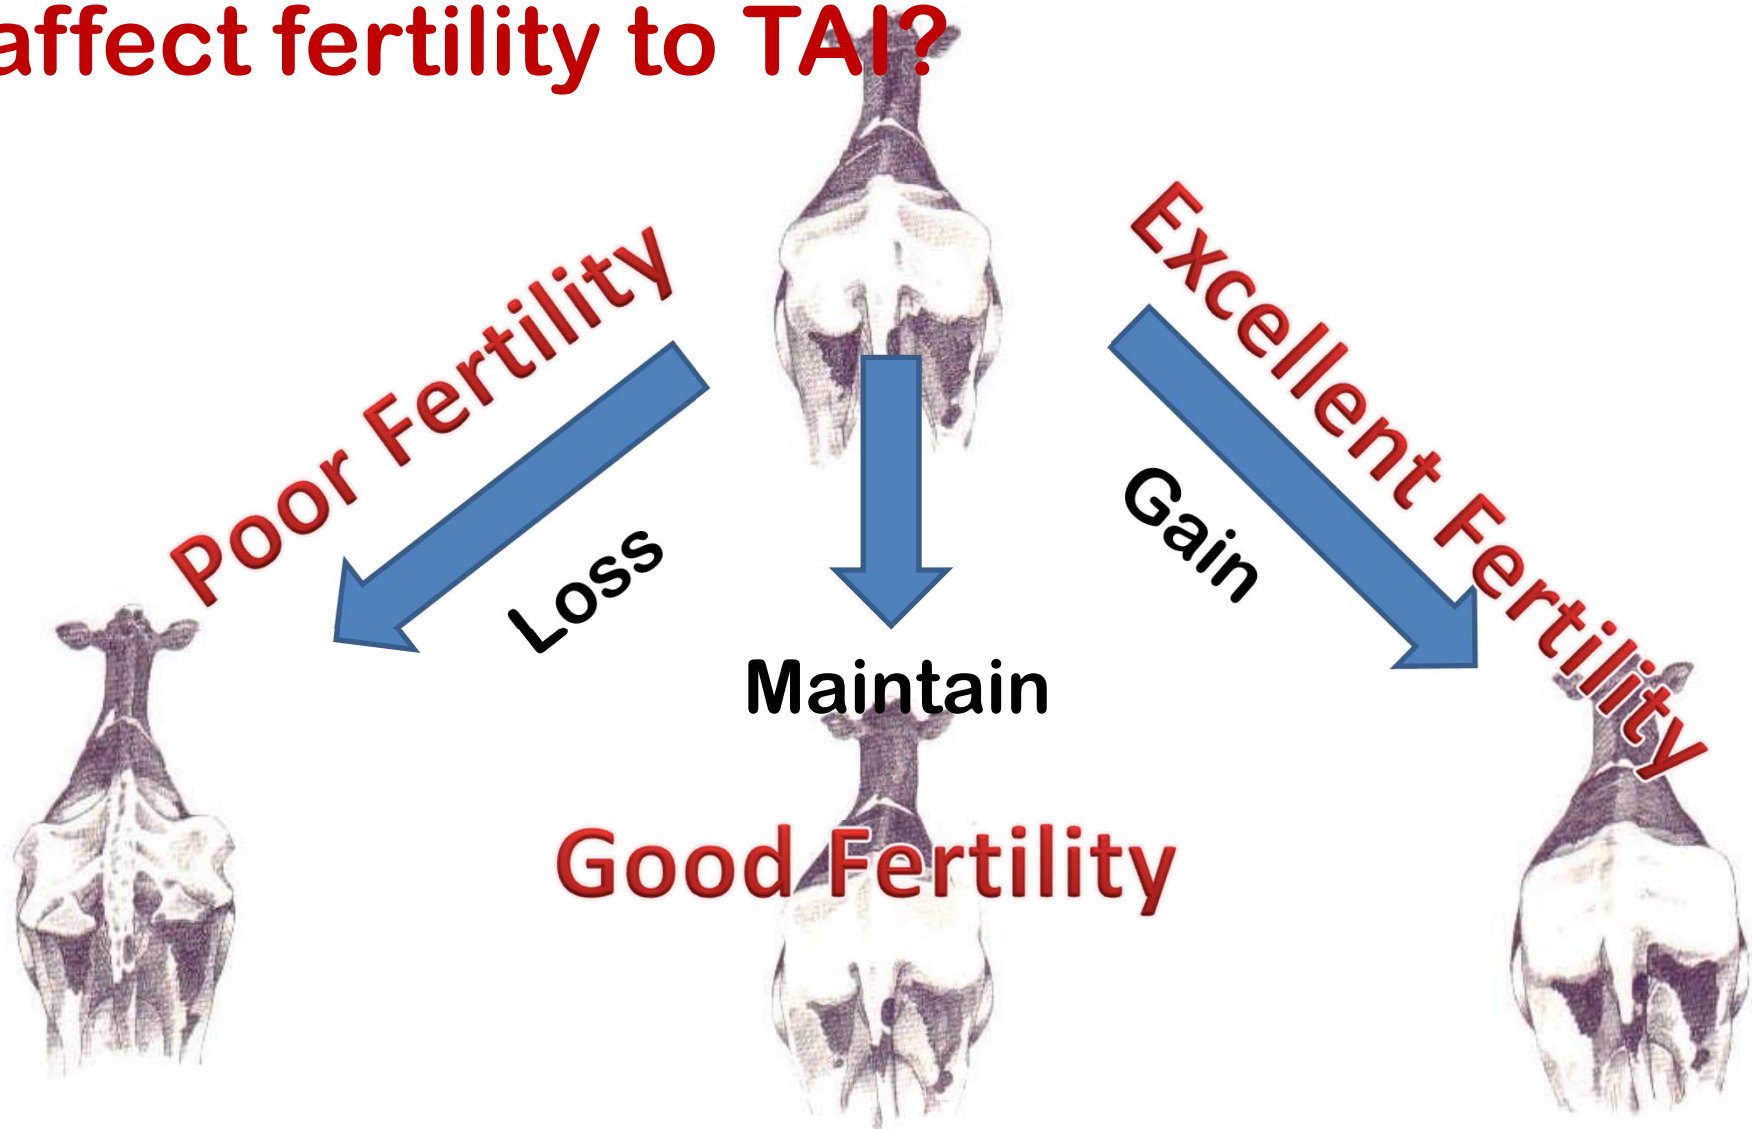 affect fertility to TAI?
Poor Fertility
Loss
Maintain
Good Fertility
Gain
Excellent Fertility